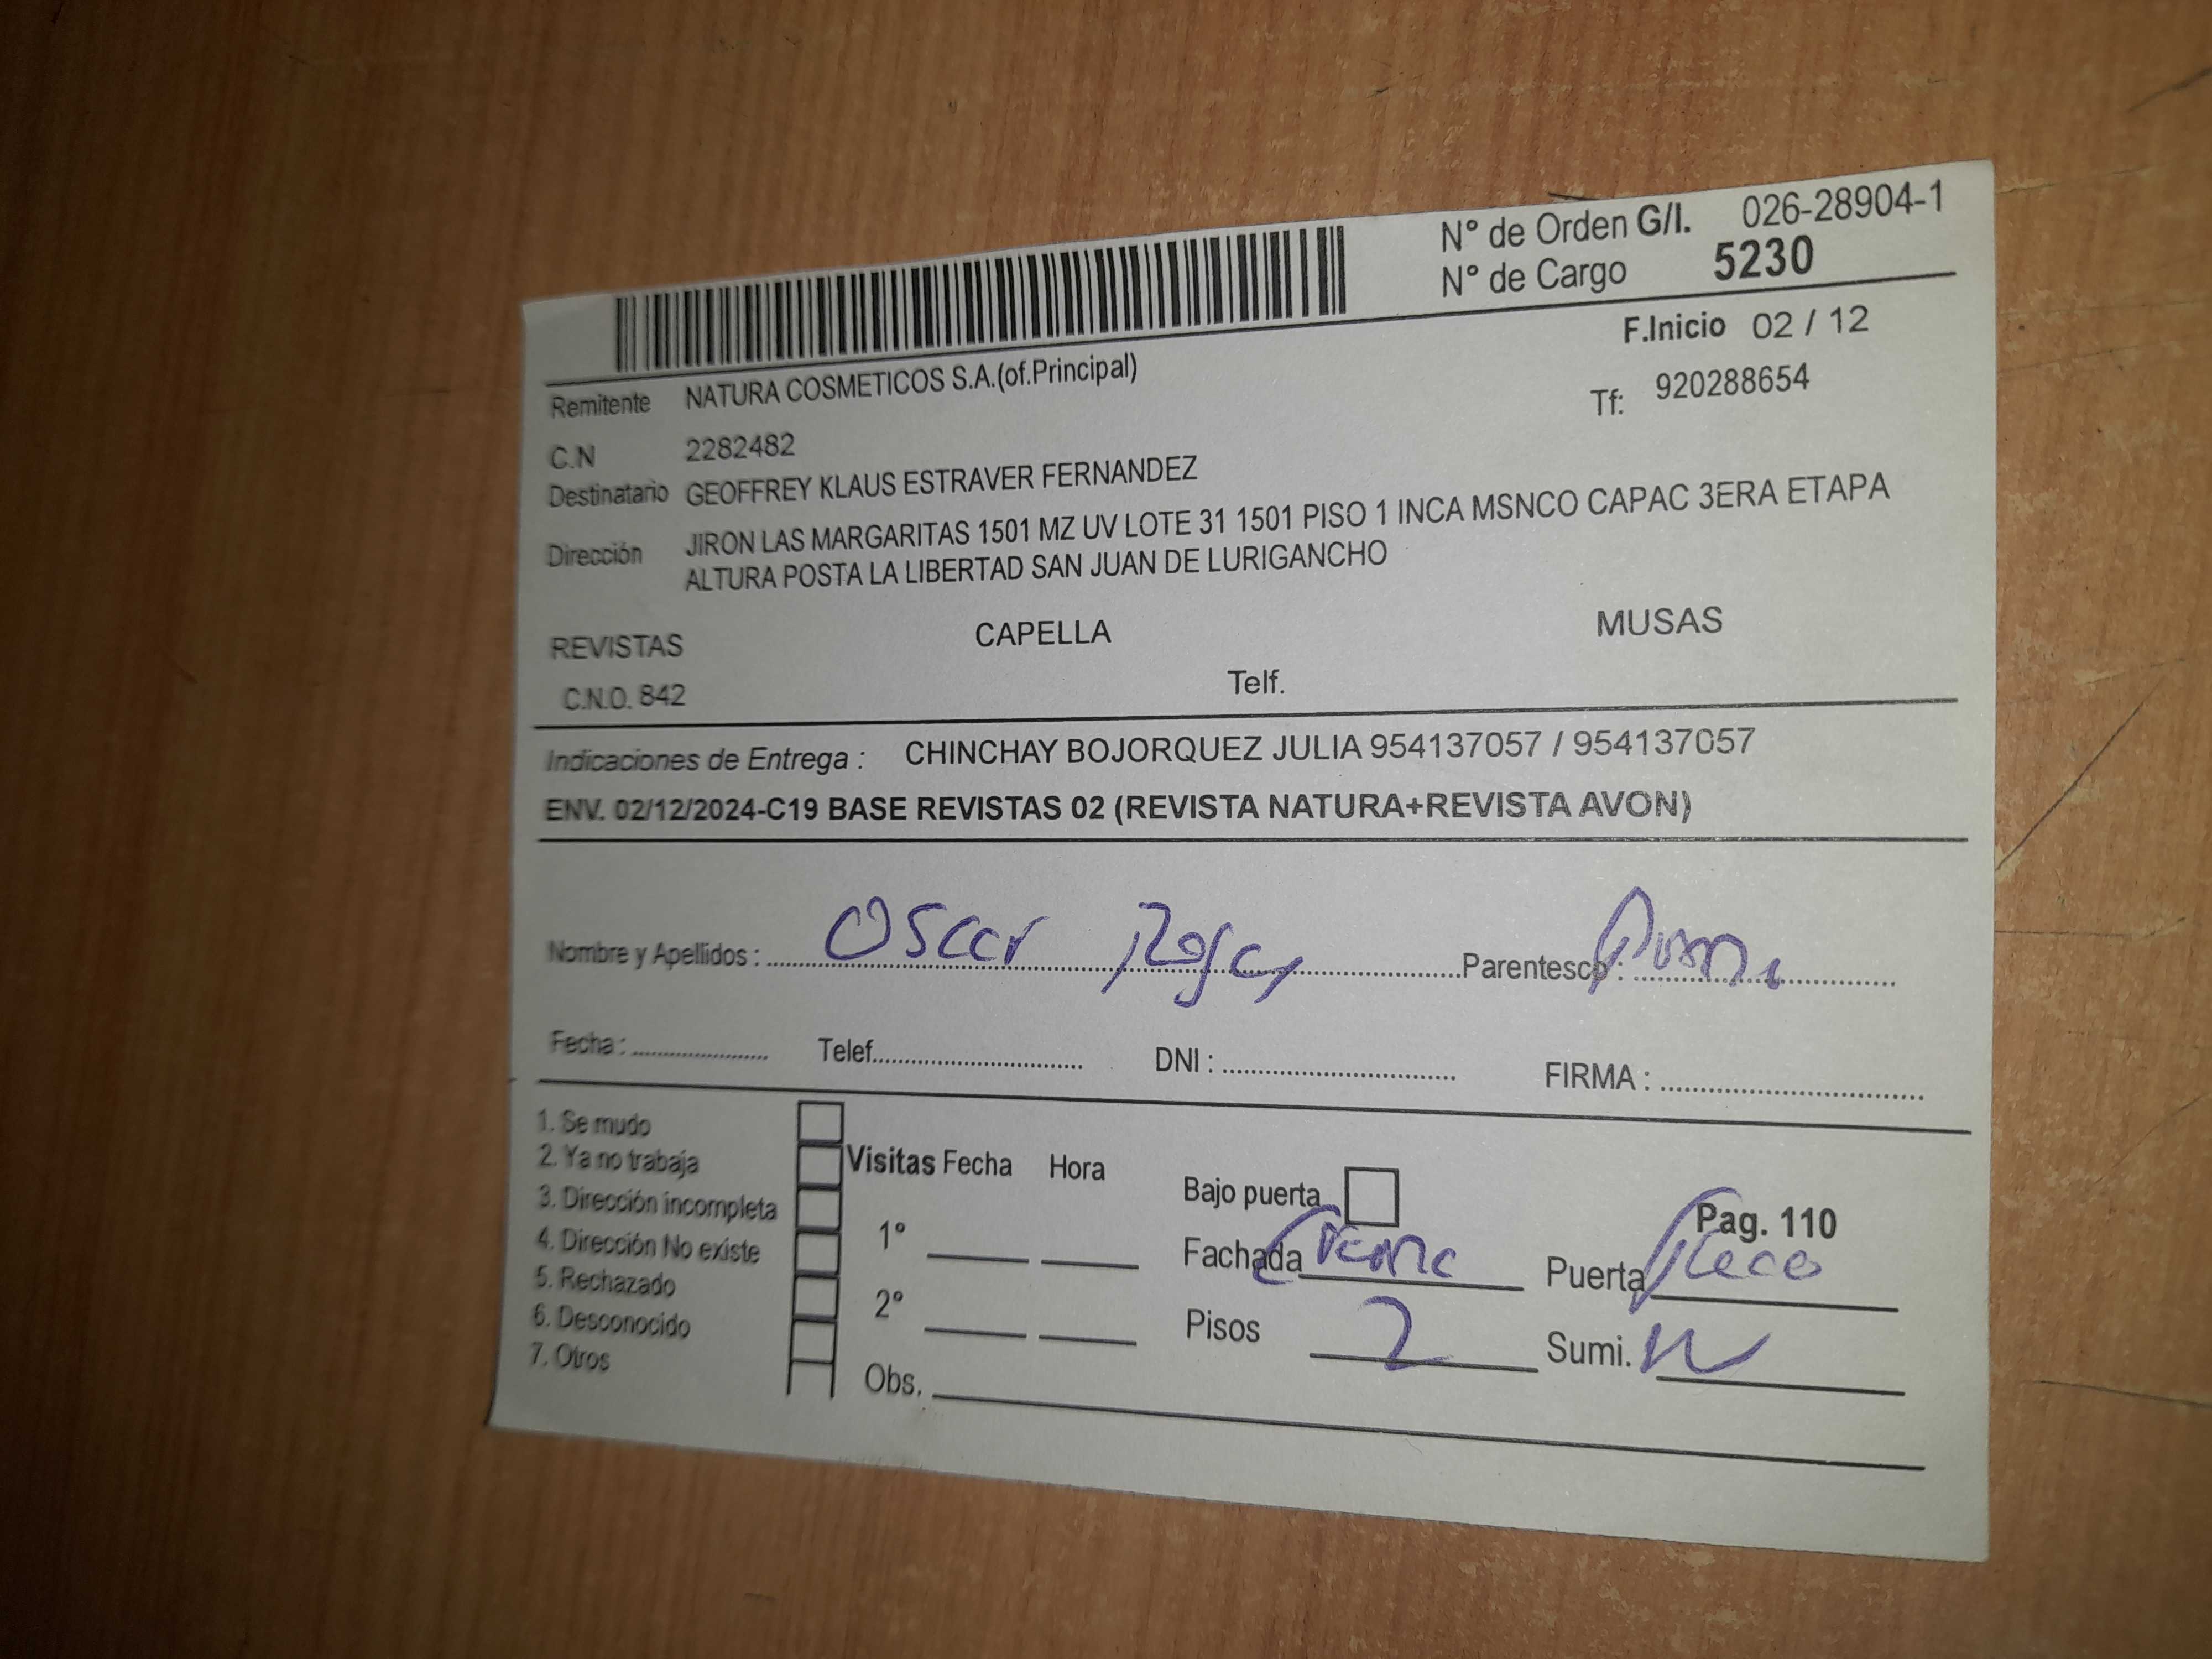 N° de Orden G/I. 026-28904-1
N° de Cargo 5230
F.Inicio 02 / 12
Remitente NATURA COSMETICOS S.A.(of.Principal)
Tf: 920288654
C.N 2282482
Destinatario GEOFFREY KLAUS ESTRAVER FERNANDEZ
Dirección JIRON LAS MARGARITAS 1501 MZ UV LOTE 31 1501 PISO 1 INCA MSNCO CAPAC 3ERA ETAPA
ALTURA POSTA LA LIBERTAD SAN JUAN DE LURIGANCHO
REVISTAS CAPELLA MUSAS
C.N.O. 842 Telf.
Indicaciones de Entrega : CHINCHAY BOJORQUEZ JULIA 954137057 / 954137057
ENV. 02/12/2024-C19 BASE REVISTAS 02 (REVISTA NATURA+REVISTA AVON)
Nombre y Apellidos : Oscar Parentesco :
Fecha : Telef. DNI : FIRMA :
1. Se mudo
2. Ya no trabaja
3. Dirección incompleta
4. Dirección No existe
5. Rechazado
6. Desconocido
7. Otros
Visitas Fecha Hora
1°
2°
Obs.
Bajo puerta
Pag. 110
Fachada Puerta
Pisos 2 Sumi.